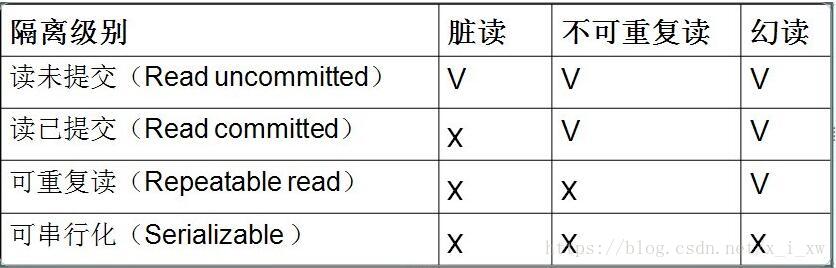 隔离级别 脏读 不可重复读 幻读
读未提交（Read uncommitted） V V V
读已提交（Read committed） x V V
可重复读（Repeatable read） x x V
可串行化（Serializable ） x x x
https://blog.csdn.net/x_i_xw